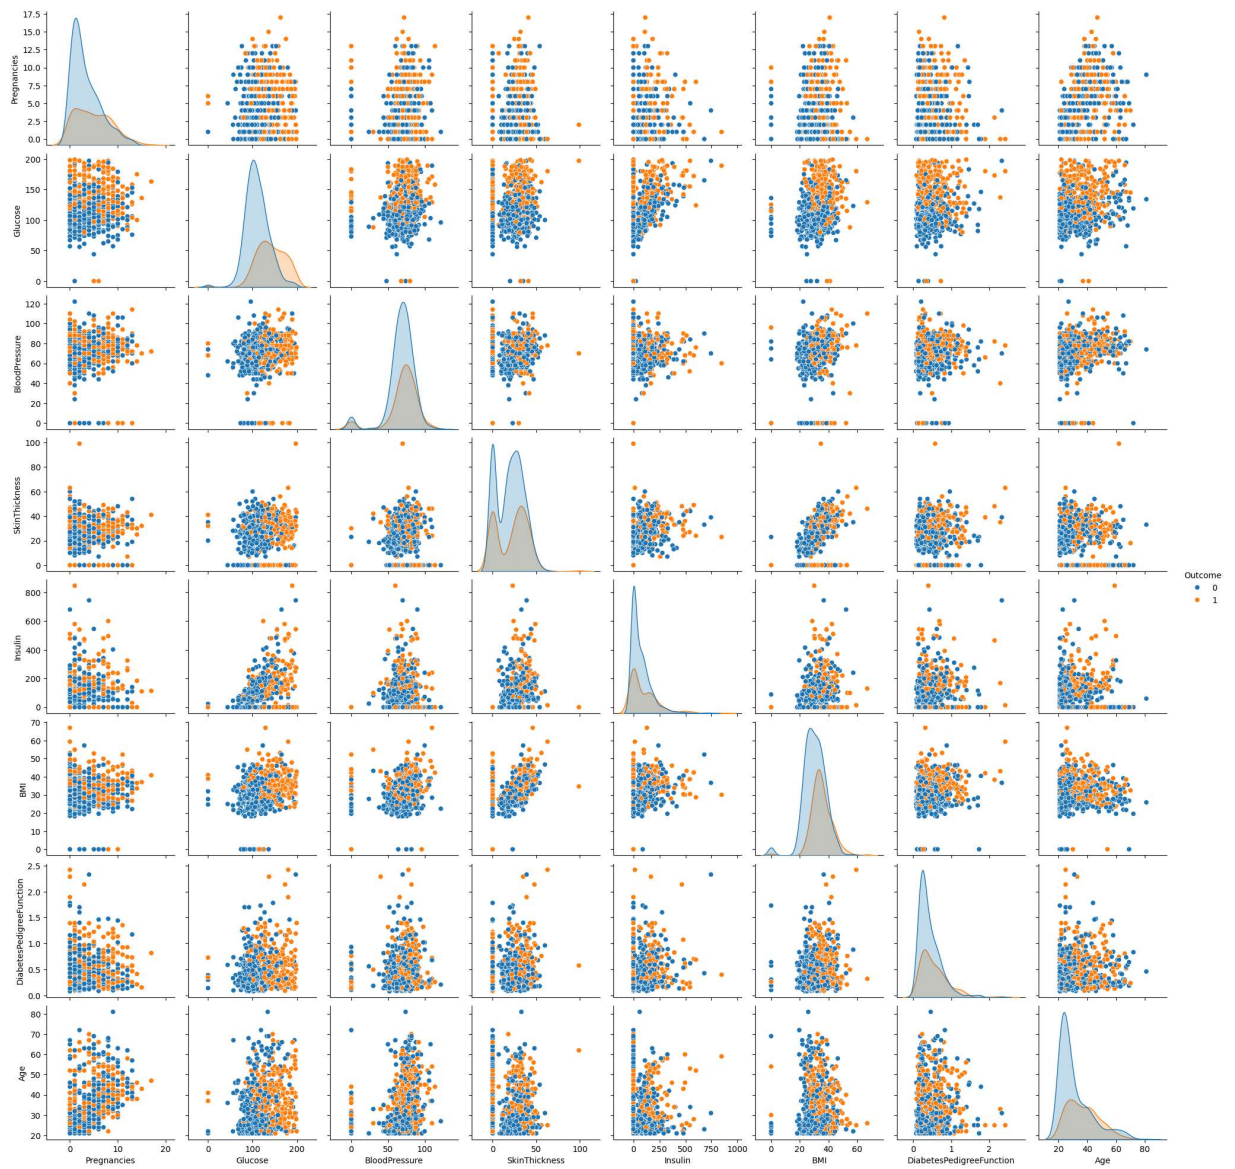 17.5
15.0
12.5
10.0
7.5
5.0
2.5
0.0
Pregnancies
200
150
100
50
0
Glucose
120
100
80
60
40
20
0
BloodPressure
100
80
60
40
20
0
SkinThickness
Outcome
0
1
800
600
400
200
0
Insulin
70
60
50
40
30
20
10
0
BMI
2.5
2.0
1.5
1.0
0.5
0.0
DiabetesPedigreeFunction
80
70
60
50
40
30
20
Age
0 10 20
0 100 200
0 50 100
0 50 100
0 250 500 750 1000
0 20 40 60
0 1 2
20 40 60 80
Pregnancies
Glucose
BloodPressure
SkinThickness
Insulin
BMI
DiabetesPedigreeFunction
Age